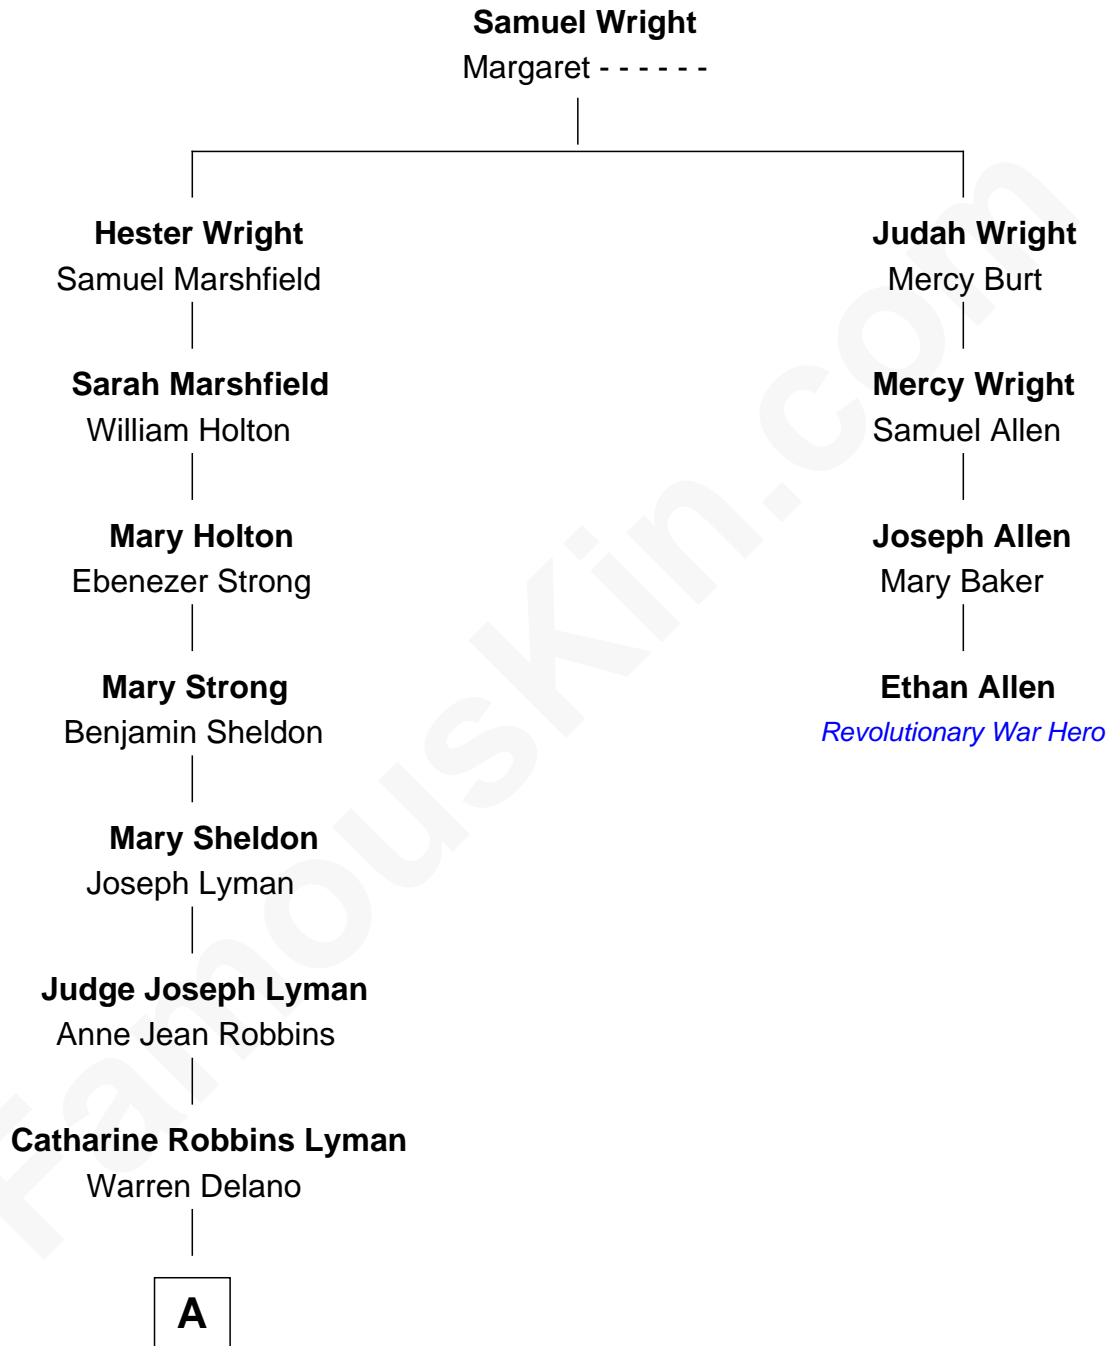 Samuel Wright
Margaret - - - - - -
Hester Wright
Samuel Marshfield
Judah Wright
Mercy Burt
Sarah Marshfield
William Holton
Mercy Wright
Samuel Allen
Mary Holton
Ebenezer Strong
Joseph Allen
Mary Baker
Mary Strong
Benjamin Sheldon
Ethan Allen
Revolutionary War Hero
Mary Sheldon
Joseph Lyman
Judge Joseph Lyman
Anne Jean Robbins
Catharine Robbins Lyman
Warren Delano
A
FamousKin.com